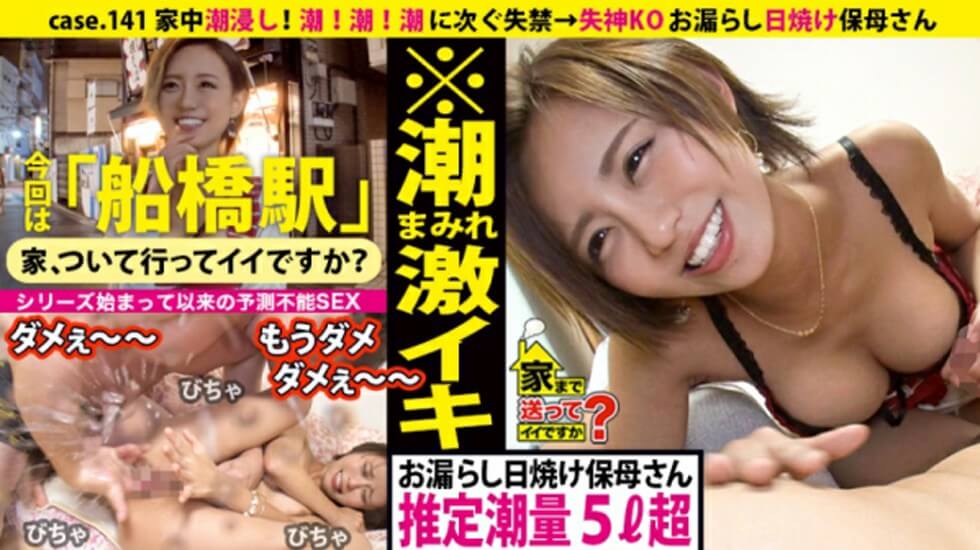 case.141 家中潮浸し!潮!潮!潮に次ぐ失禁→失神KOお漏らし日焼け保母さん
今回は「船橋駅」
家、ついて行ってイイですか?
シリーズ始まって以来の予測不能SEX
ダメぇ〜〜
もうダメ
ダメぇ〜〜
びちゃ
びちゃ
びちゃ
※潮まみれ激イキ
家まで
送って
イイですか
?
お漏らし日焼け保母さん
推定潮量5ℓ超